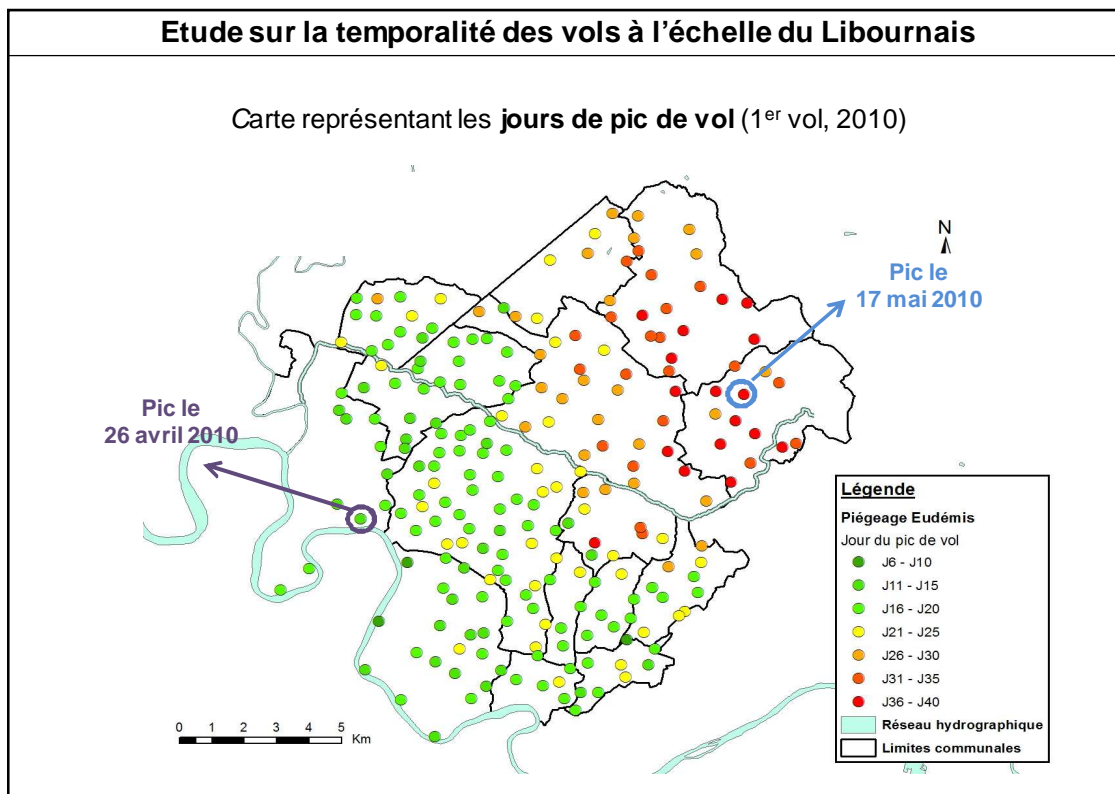 Etude sur la temporalité des vols à l'échelle du Libournais
Carte représentant les jours de pic de vol (1er vol, 2010)
N
Pic le
17 mai 2010
Pic le
26 avril 2010
Légende
Piégeage Eudémis
Jour du pic de vol
J6 - J10
J11 - J15
J16 - J20
J21 - J25
J26 - J30
J31 - J35
J36 - J40
Réseau hydrographique
Limites communales
0 1 2 3 4 5
Km